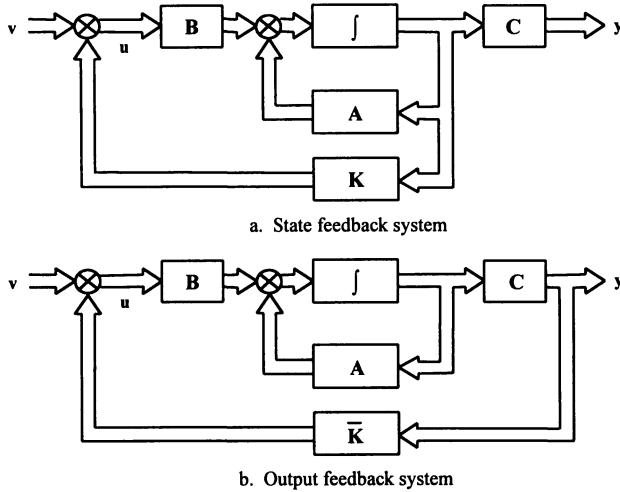 v u B ∫ C y
A
K
a. State feedback system
v u B ∫ C y
A
K̅
b. Output feedback system